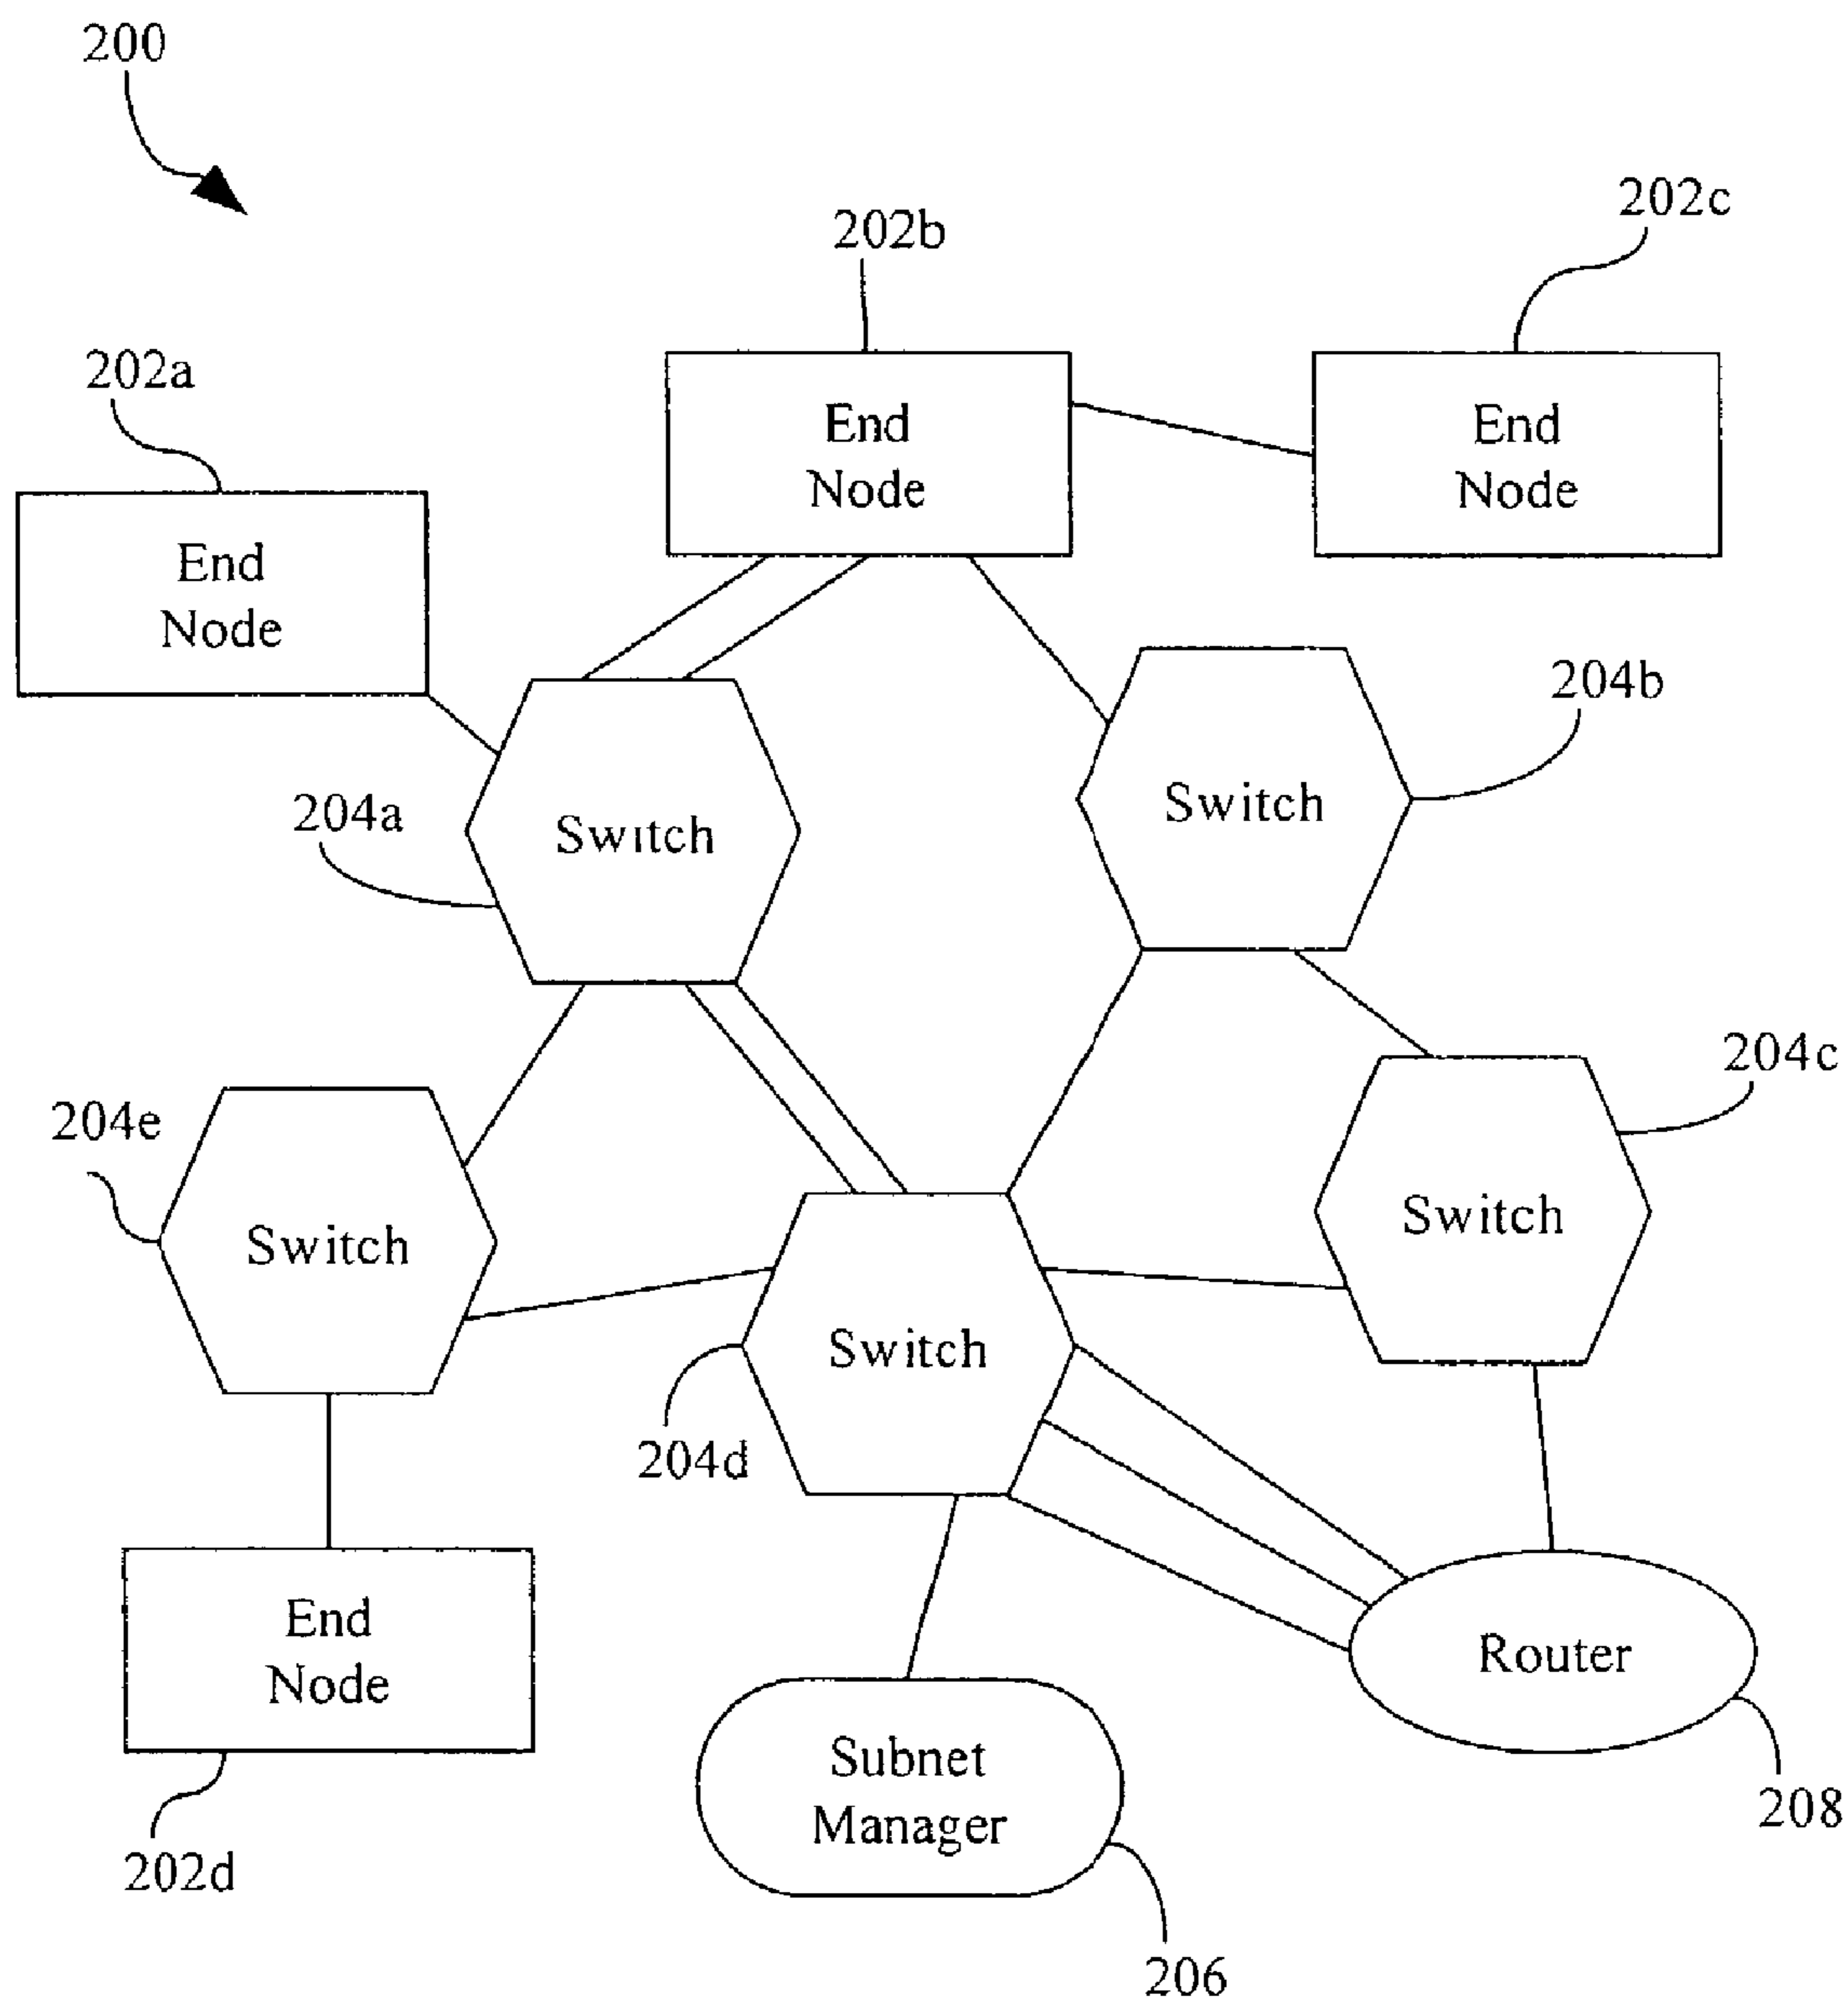 200
202c
202b
202a
End
Node
End
Node
End
Node
204b
Switch
204a
Switch
204c
204e
Switch
Switch
Switch
204d
End
Node
Router
Subnet
Manager
208
202d
206